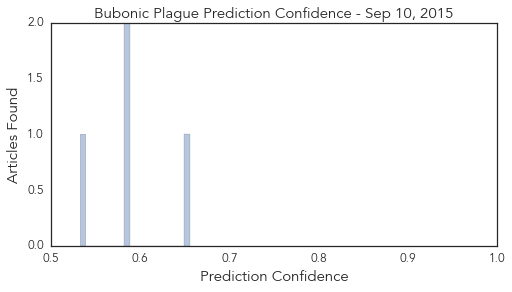 Bubonic Plague Prediction Confidence - Sep 10, 2015
2.0
1.5
1.0
0.5
0.0
Articles Found
0.5 0.6 0.7 0.8 0.9 1.0
Prediction Confidence